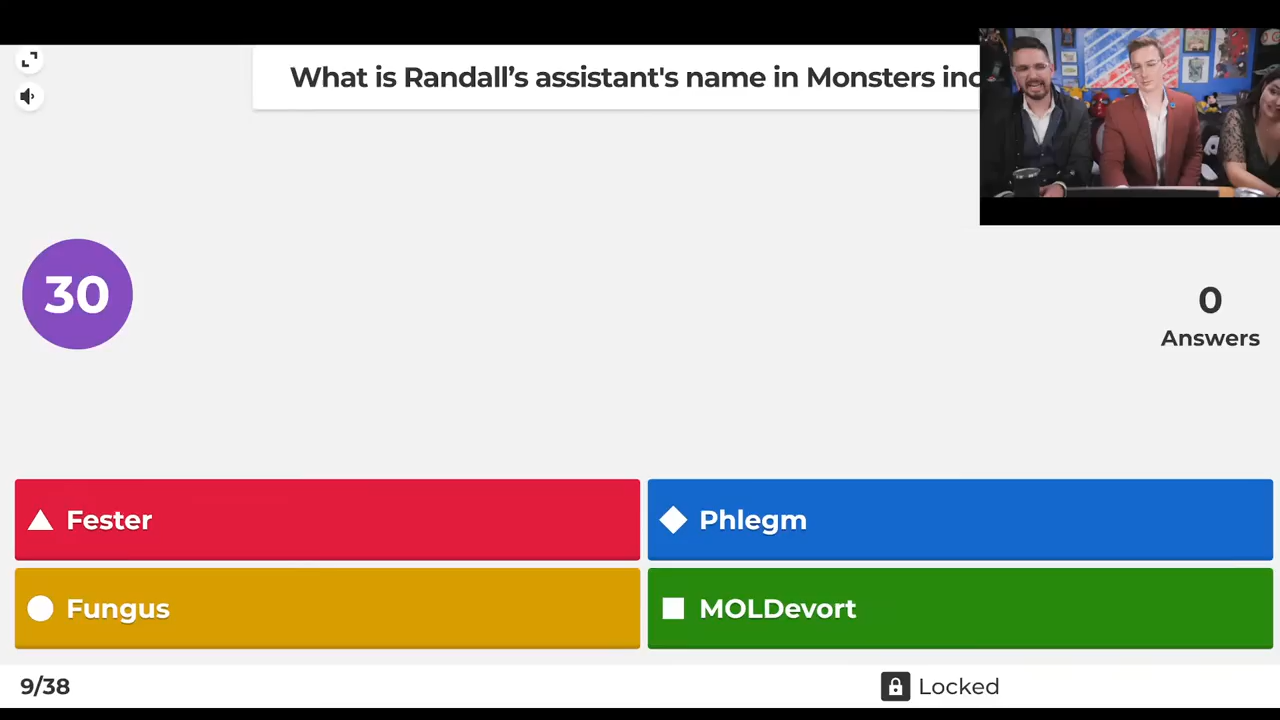 What is Randall’s assistant's name in Monsters inc
30
0
Answers
Fester
Phlegm
Fungus
MOLDevort
9/38
Locked